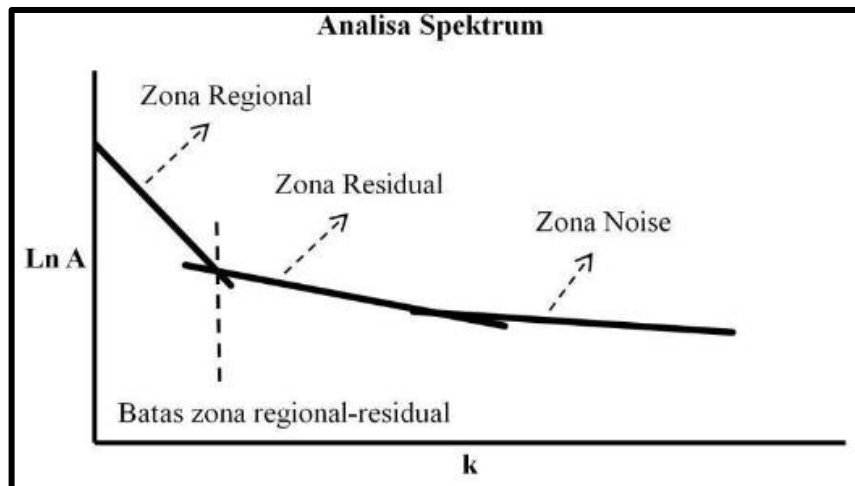 Analisa Spektrum
Zona Regional
Zona Residual
Zona Noise
Ln A
Batas zona regional-residual
k